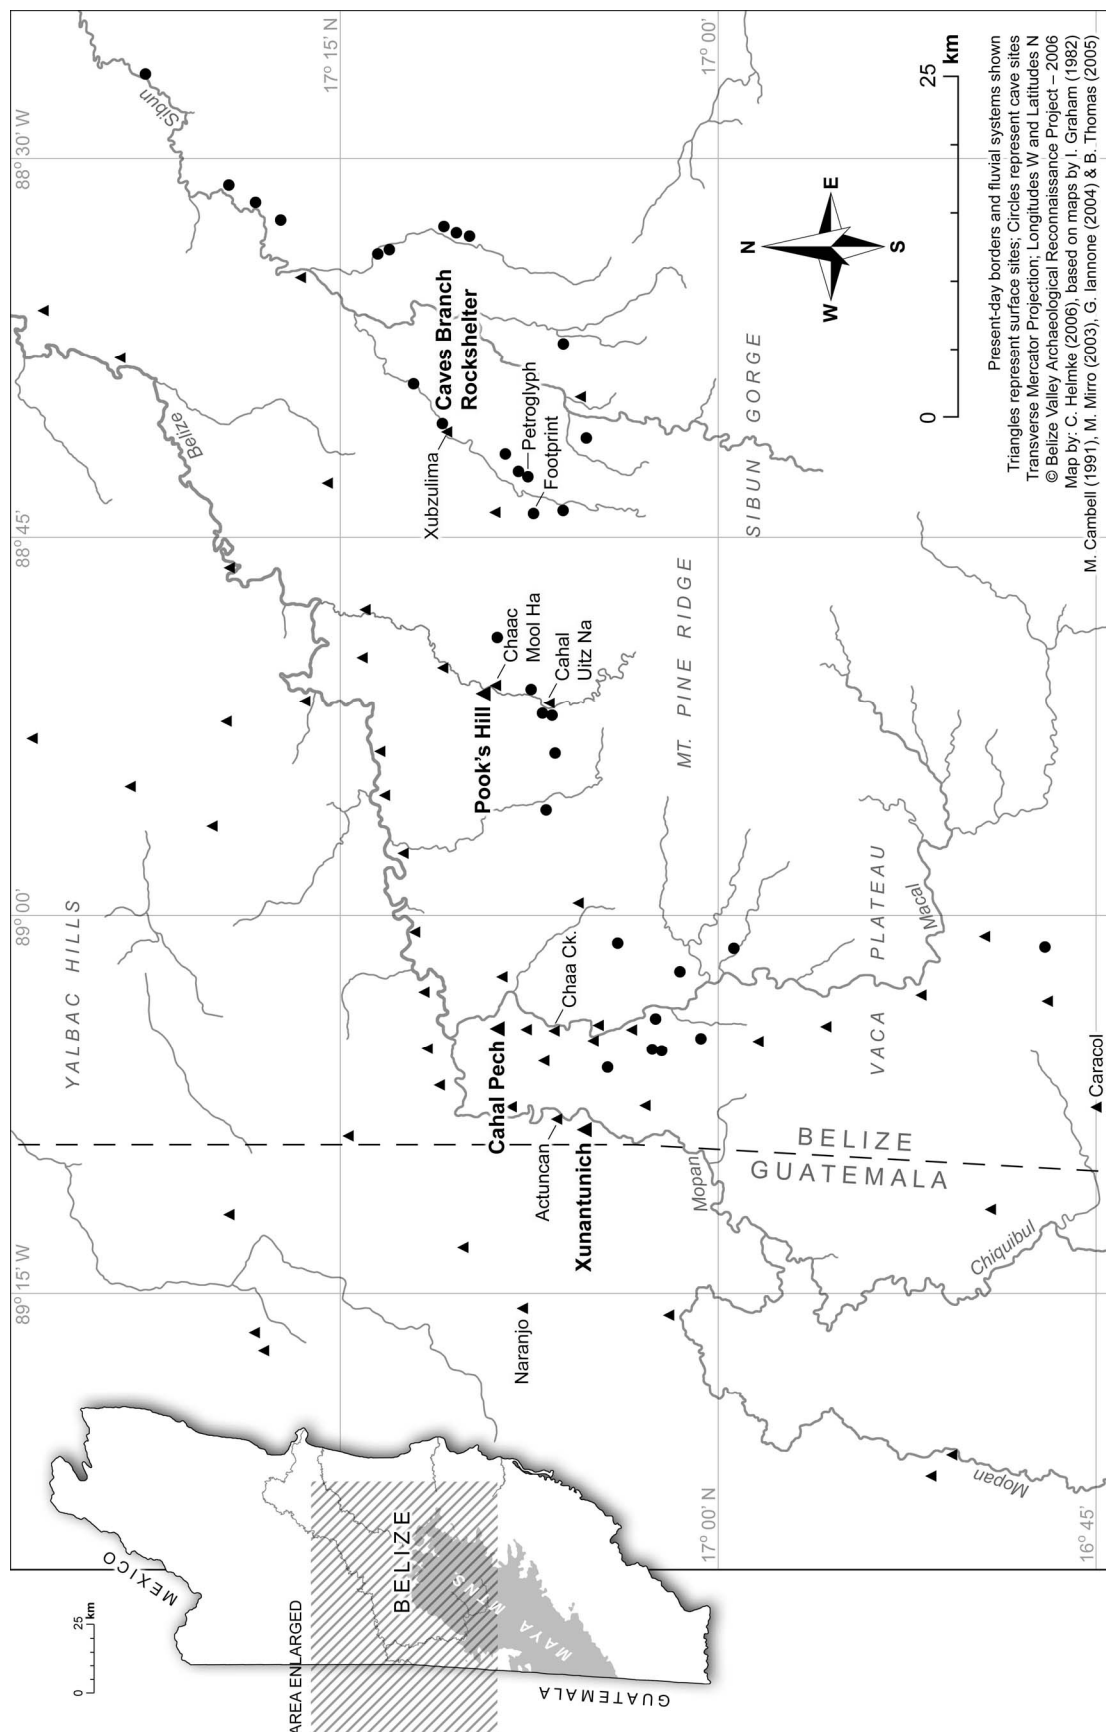 MEXICO
0
25
km
AREA ENLARGED
BELIZE
MAYA MTNS
GUATEMALA
89° 15' W
89° 00'
88° 45'
88° 30' W
17° 15' N
17° 00'
17° 00' N
16° 45'
YALBAC HILLS
Belize
Sibun
Caves Branch
Rockshelter
Xubzulima
Petroglyph
Footprint
Pook's Hill
Chaac
Mool Ha
Cahal
Uitz Na
Cahal Pech
Chaa Ck.
Actuncan
Xunantunich
Naranjo
MT. PINE RIDGE
SIBUN GORGE
VACA PLATEAU
Macal
Mopan
BELIZE
GUATEMALA
Chiquibul
Mopan
Caracol
N
W
E
S
0
25
km
Present-day borders and fluvial systems shown
Triangles represent surface sites; Circles represent cave sites
Transverse Mercator Projection; Longitudes W and Latitudes N
© Belize Valley Archaeological Reconnaissance Project – 2006
Map by: C. Helmke (2006), based on maps by I. Graham (1982)
M. Cambell (1991), M. Mirro (2003), G. Iannone (2004) & B. Thomas (2005)